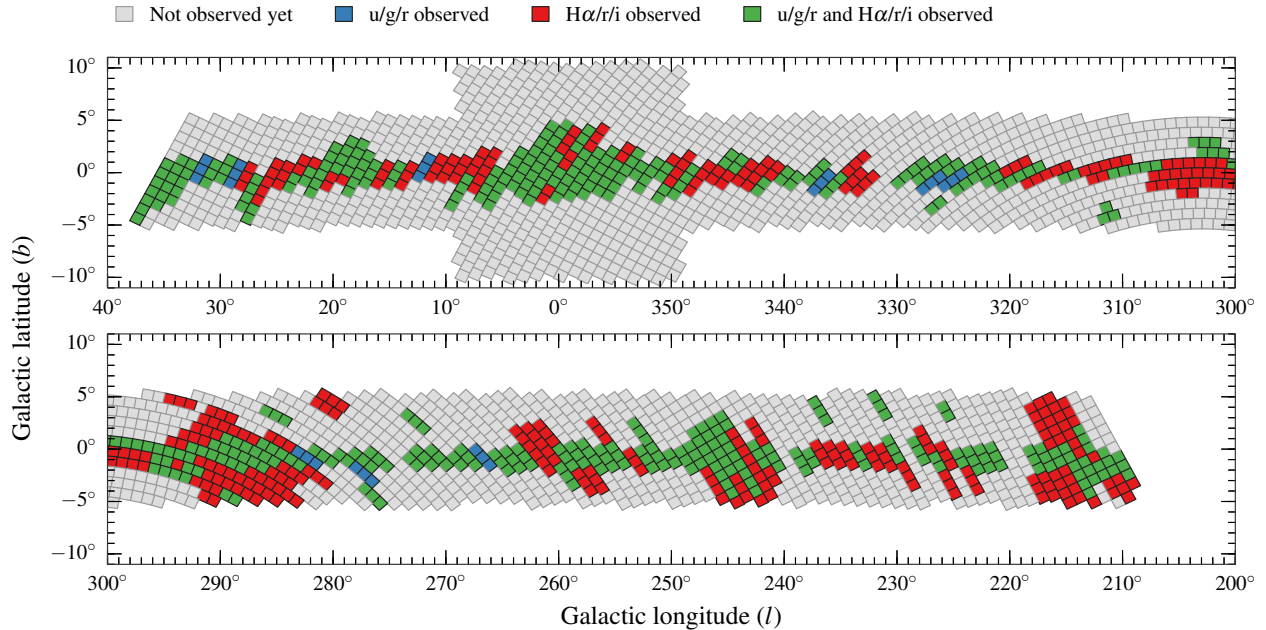 Not observed yet u/g/r observed Hα/r/i observed u/g/r and Hα/r/i observed
10°
5°
0°
−5°
−10°
40° 30° 20° 10° 0° 350° 340° 330° 320° 310° 300°
Galactic latitude (b)
10°
5°
0°
−5°
−10°
300° 290° 280° 270° 260° 250° 240° 230° 220° 210° 200°
Galactic longitude (l)